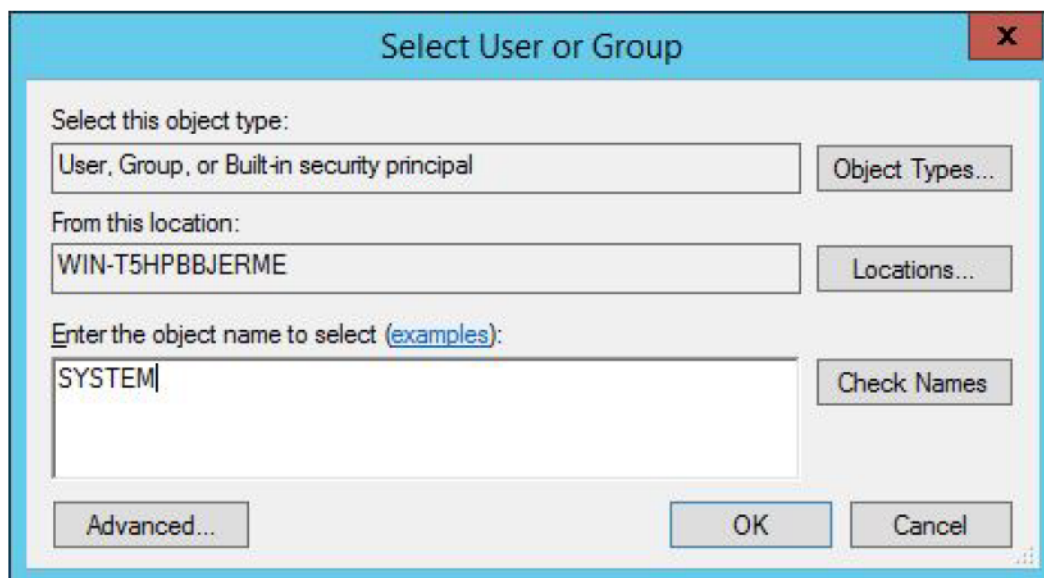 Select User or Group
x
Select this object type:
User, Group, or Built-in security principal
Object Types...
From this location:
WIN-T5HPBBJERME
Locations...
Enter the object name to select (examples):
SYSTEM
Check Names
Advanced...
OK
Cancel